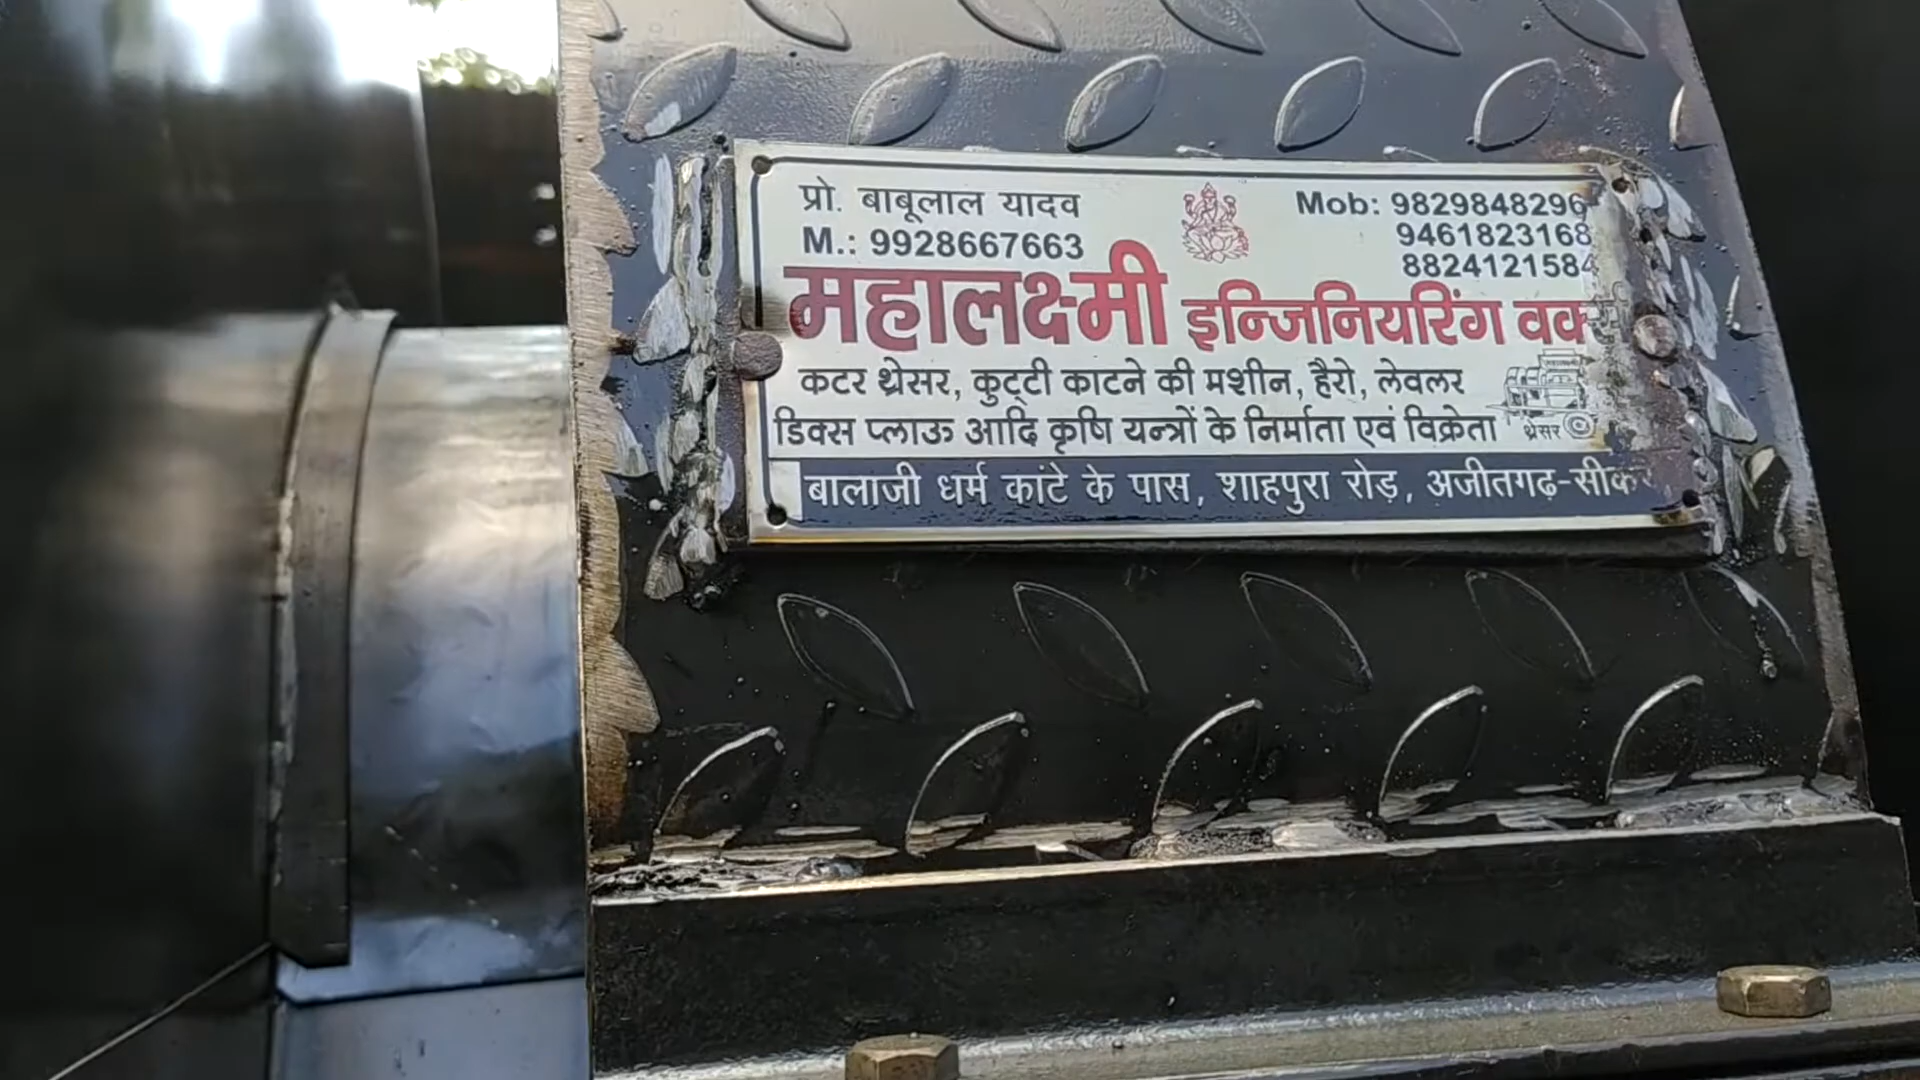 प्रो. बाबूलाल यादव
M.: 9928667663
Mob: 9829848296
9461823168
8824121584
महालक्ष्मी इन्जिनियरिंग
कटर थ्रेसर, कुट्टी काटने की मशीन, हैरो, लेवलर
डिक्स प्लाऊ आदि कृषि यन्त्रों के निर्माता एवं विक्रेता
थ्रेसर
बालाजी धर्म कांटे के पास, शाहपुरा रोड़, अजीतगढ़-सीकर